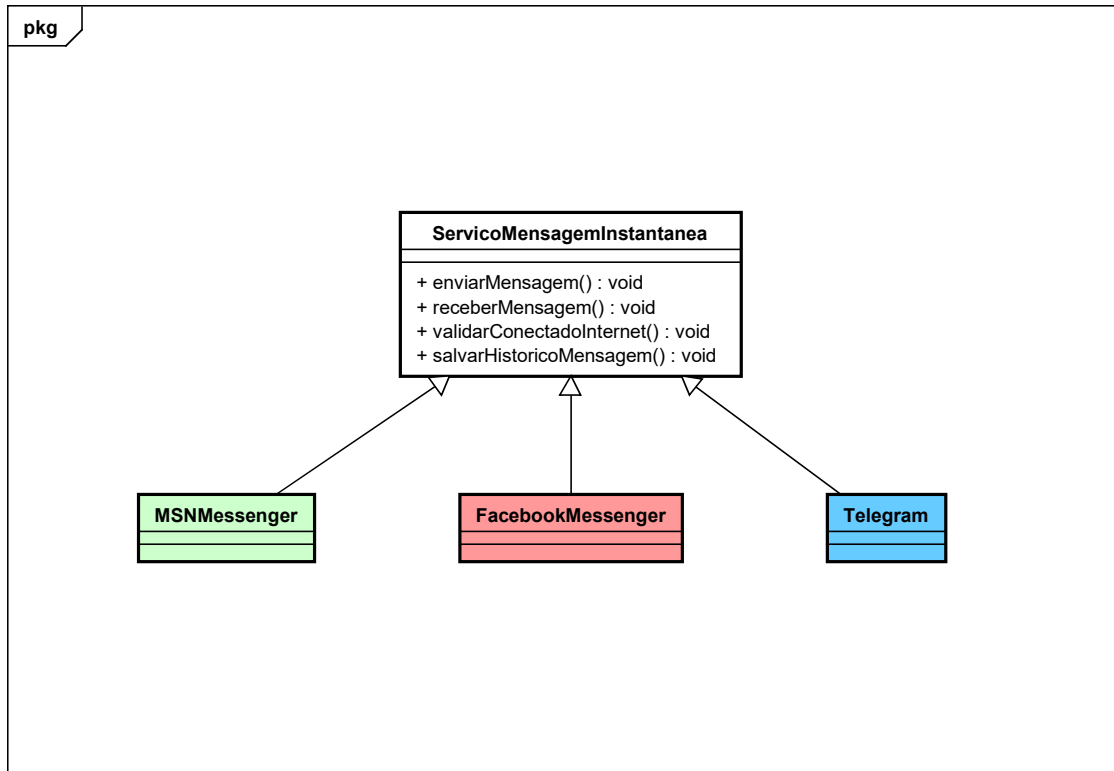 pkg
ServicoMensagemInstantanea
+ enviarMensagem() : void
+ receberMensagem() : void
+ validarConectadoInternet() : void
+ salvarHistoricoMensagem() : void
MSNMessenger
FacebookMessenger
Telegram